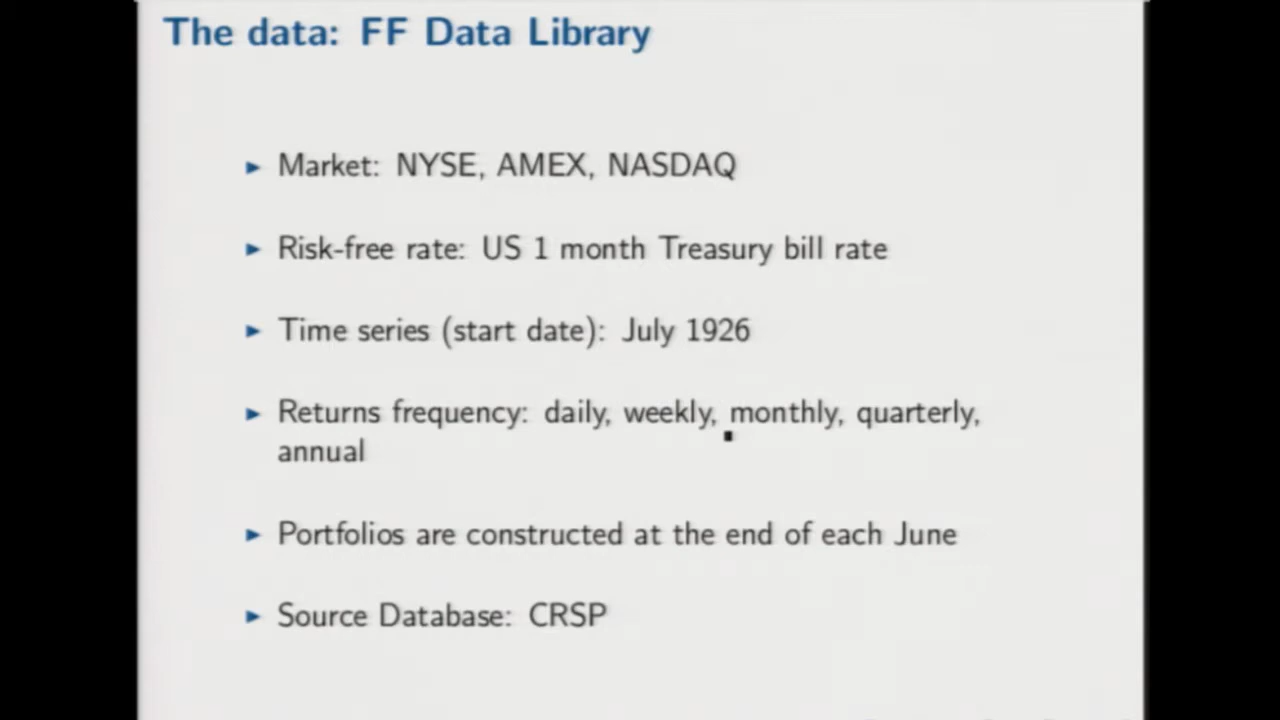 The data: FF Data Library
► Market: NYSE, AMEX, NASDAQ
► Risk-free rate: US 1 month Treasury bill rate
► Time series (start date): July 1926
► Returns frequency: daily, weekly, monthly, quarterly,
annual
► Portfolios are constructed at the end of each June
► Source Database: CRSP